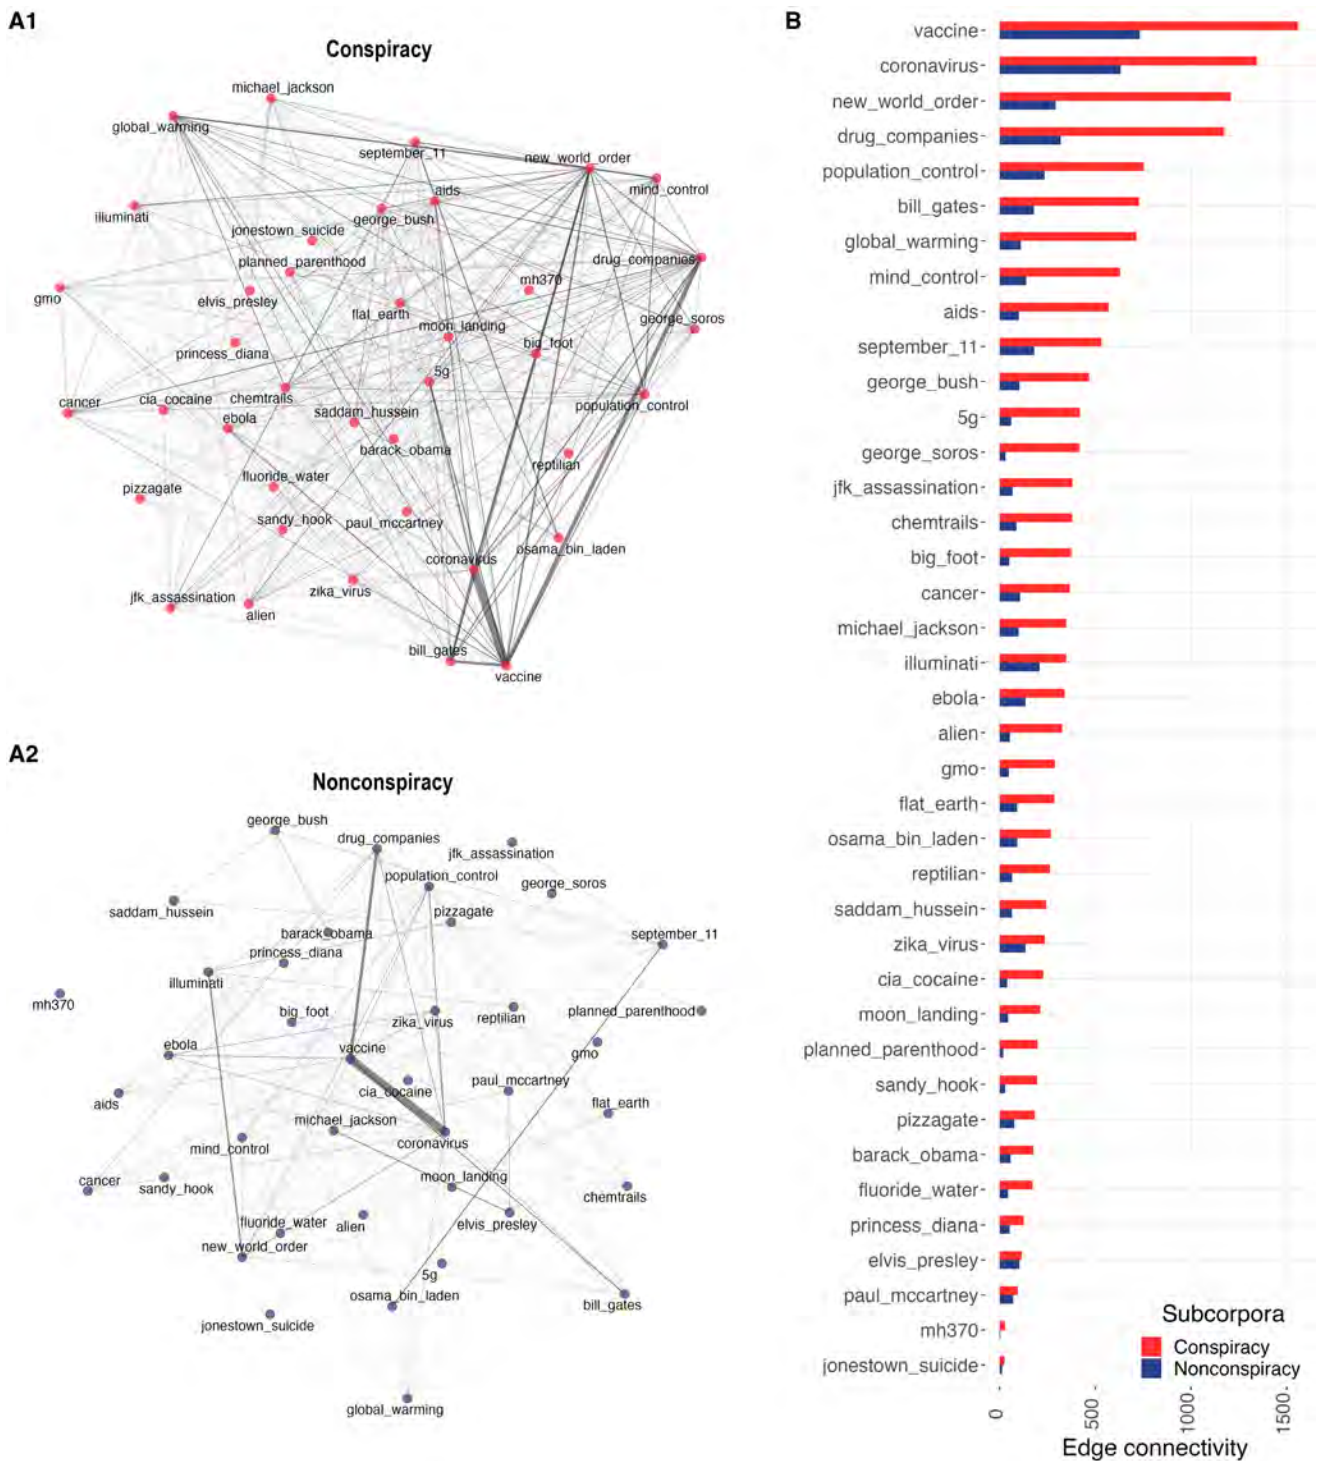 A1
Conspiracy
michael_jackson
global_warming
september_11
new_world_order
mind_control
aids
illuminati
george_bush
jonestown_suicide
planned_parenthood
drug_companies
mh370
gmo
elvis_presley
flat_earth
george_soros
moon_landing
big_foot
princess_diana
5g
cancer
cia_cocaine
chemtrails
population_control
ebola
saddam_hussein
barack_obama
reptilian
fluoride_water
pizzagate
sandy_hook
paul_mccartney
osama_bin_laden
coronavirus
zika_virus
jfk_assassination
alien
bill_gates
vaccine
A2
Nonconspiracy
george_bush
drug_companies
jfk_assassination
population_control
george_soros
saddam_hussein
pizzagate
barack_obama
september_11
princess_diana
illuminati
mh370
big_foot
zika_virus
reptilian
planned_parenthood
ebola
vaccine
gmo
cia_cocaine
paul_mccartney
aids
flat_earth
michael_jackson
coronavirus
mind_control
cancer
sandy_hook
moon_landing
chemtrails
fluoride_water
alien
elvis_presley
new_world_order
5g
osama_bin_laden
bill_gates
jonestown_suicide
global_warming
B
vaccine
coronavirus
new_world_order
drug_companies
population_control
bill_gates
global_warming
mind_control
aids
september_11
george_bush
5g
george_soros
jfk_assassination
chemtrails
big_foot
cancer
michael_jackson
illuminati
ebola
alien
gmo
flat_earth
osama_bin_laden
reptilian
saddam_hussein
zika_virus
cia_cocaine
moon_landing
planned_parenthood
sandy_hook
pizzagate
barack_obama
fluoride_water
princess_diana
elvis_presley
paul_mccartney
mh370
jonestown_suicide
Subcorpora
Conspiracy
Nonconspiracy
0
500
1000
1500
Edge connectivity